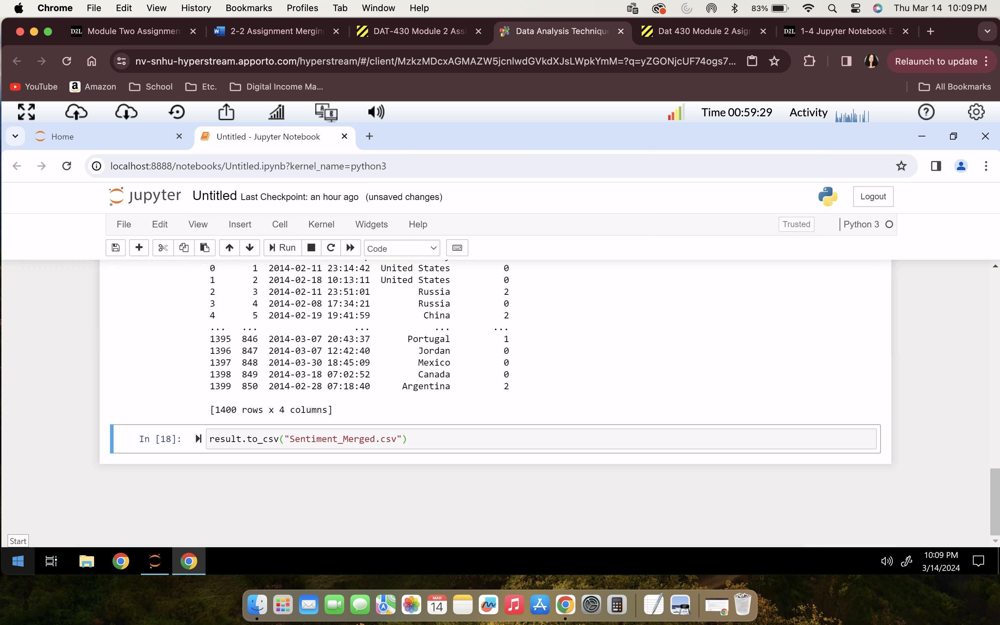 Chrome File Edit View History Bookmarks Profiles Tab Window Help 83% Thu Mar 14 10:09 PM
D2L Module Two Assignmen W 2-2 Assignment Mergin DAT-430 Module 2 Assi Data Analysis Technique Dat 430 Module 2 Asign D2L 1-4 Jupyter Notebook E
nv-snhu-hyperstream.apporto.com/hyperstream/#/client/MzkzMDcxAGMAZW5jcnlwdGVkdXJsLWpkYmM=?q=yZGONjcUF74ogs7... Relaunch to update
YouTube a Amazon School Etc. Digital Income Ma... All Bookmarks
A B Time 00:59:29 Activity ?
Home Untitled - Jupyter Notebook
localhost:8888/notebooks/Untitled.ipynb?kernel_name=python3
jupyter Untitled Last Checkpoint: an hour ago (unsaved changes) Logout
File Edit View Insert Cell Kernel Widgets Help Trusted Python 3
Run Code
0 1 2014-02-11 23:14:42 United States 0
1 2 2014-02-18 10:13:11 United States 0
2 3 2014-02-11 23:51:01 Russia 2
3 4 2014-02-08 17:34:21 Russia 0
4 5 2014-02-19 19:41:59 China 2
... ... ... ... ...
1395 846 2014-03-07 20:43:37 Portugal 1
1396 847 2014-03-07 12:42:40 Jordan 0
1397 848 2014-03-30 18:45:09 Mexico 0
1398 849 2014-03-18 07:02:52 Canada 0
1399 850 2014-02-28 07:18:40 Argentina 2
[1400 rows x 4 columns]
In [18]: result.to_csv("Sentiment_Merged.csv")
Start
10:09 PM
3/14/2024
MAR
14